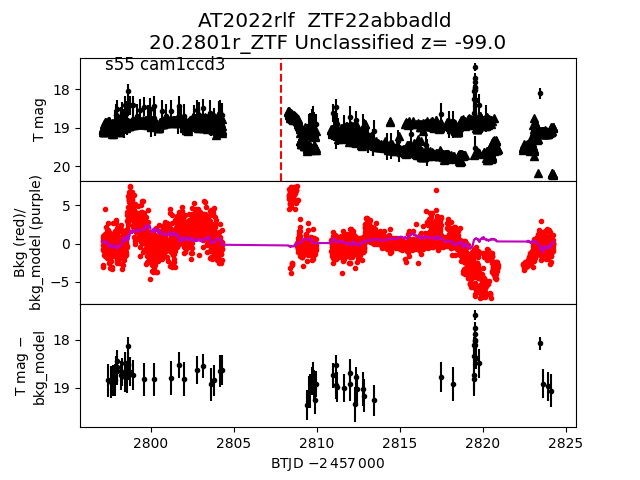 AT2022rlf  ZTF22abbadld
20.2801r_ZTF Unclassified z= -99.0
s55 cam1ccd3
T mag
18
19
20
Bkg (red)/
bkg_model (purple)
5
0
−5
T mag −
bkg_model
18
19
2800
2805
2810
2815
2820
2825
BTJD −2 457 000